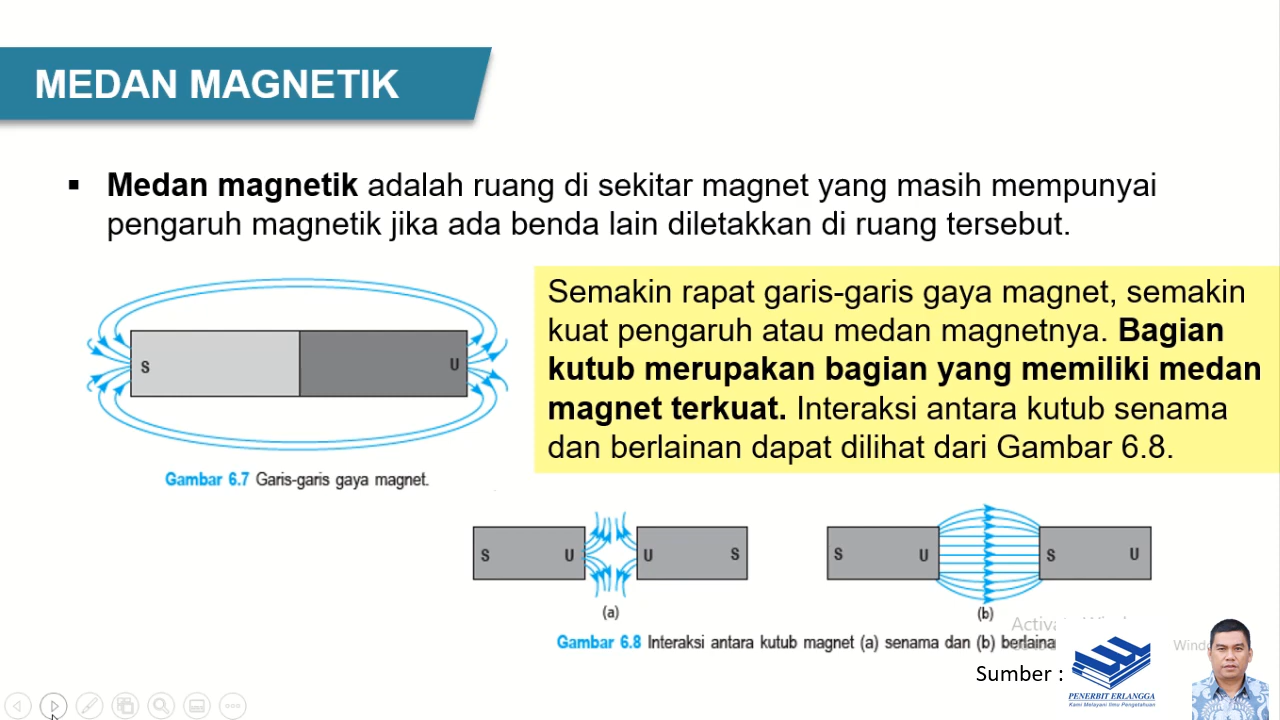 MEDAN MAGNETIK
▪ Medan magnetik adalah ruang di sekitar magnet yang masih mempunyai
pengaruh magnetik jika ada benda lain diletakkan di ruang tersebut.
S U
Gambar 6.7 Garis-garis gaya magnet.
Semakin rapat garis-garis gaya magnet, semakin
kuat pengaruh atau medan magnetnya. Bagian
kutub merupakan bagian yang memiliki medan
magnet terkuat. Interaksi antara kutub senama
dan berlainan dapat dilihat dari Gambar 6.8.
S U U S
(a)
S U S U
(b)
Gambar 6.8 Interaksi antara kutub magnet (a) senama dan (b) berlaina
Sumber :
PENERBIT ERLANGGA
Kami Melayani Ilmu Pengetahuan